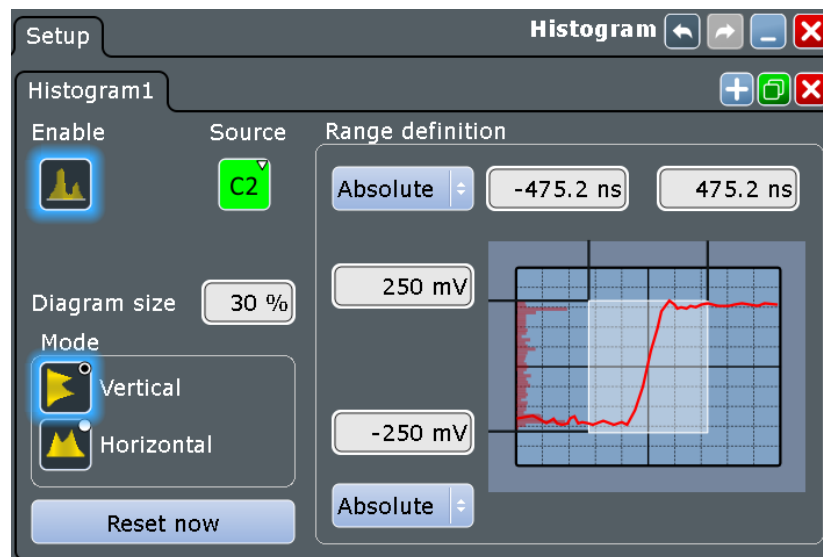 Setup
Histogram
Histogram1
Enable
Source
Range definition
C2
Absolute
-475.2 ns
475.2 ns
250 mV
Diagram size
30 %
Mode
Vertical
-250 mV
Horizontal
Absolute
Reset now